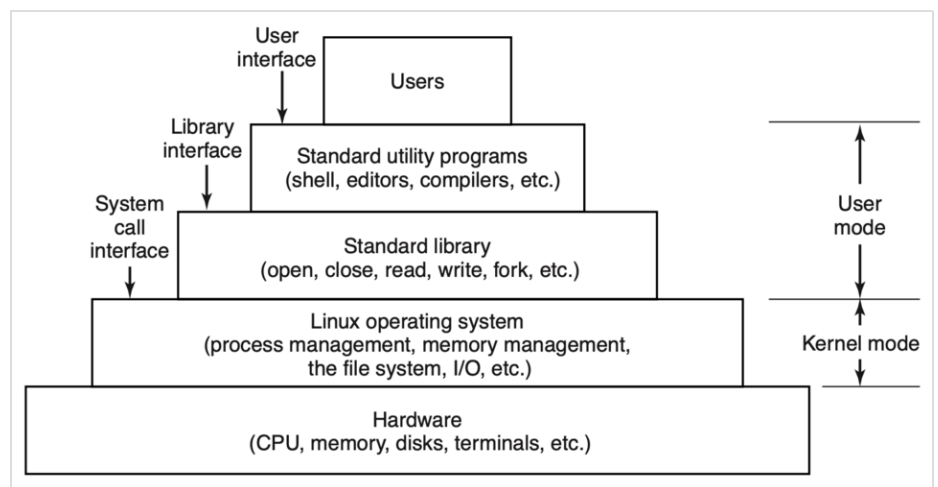 User
interface
Users
Library
interface
Standard utility programs
(shell, editors, compilers, etc.)
System
call
interface
User
mode
Standard library
(open, close, read, write, fork, etc.)
Linux operating system
(process management, memory management,
the file system, I/O, etc.)
Kernel mode
Hardware
(CPU, memory, disks, terminals, etc.)